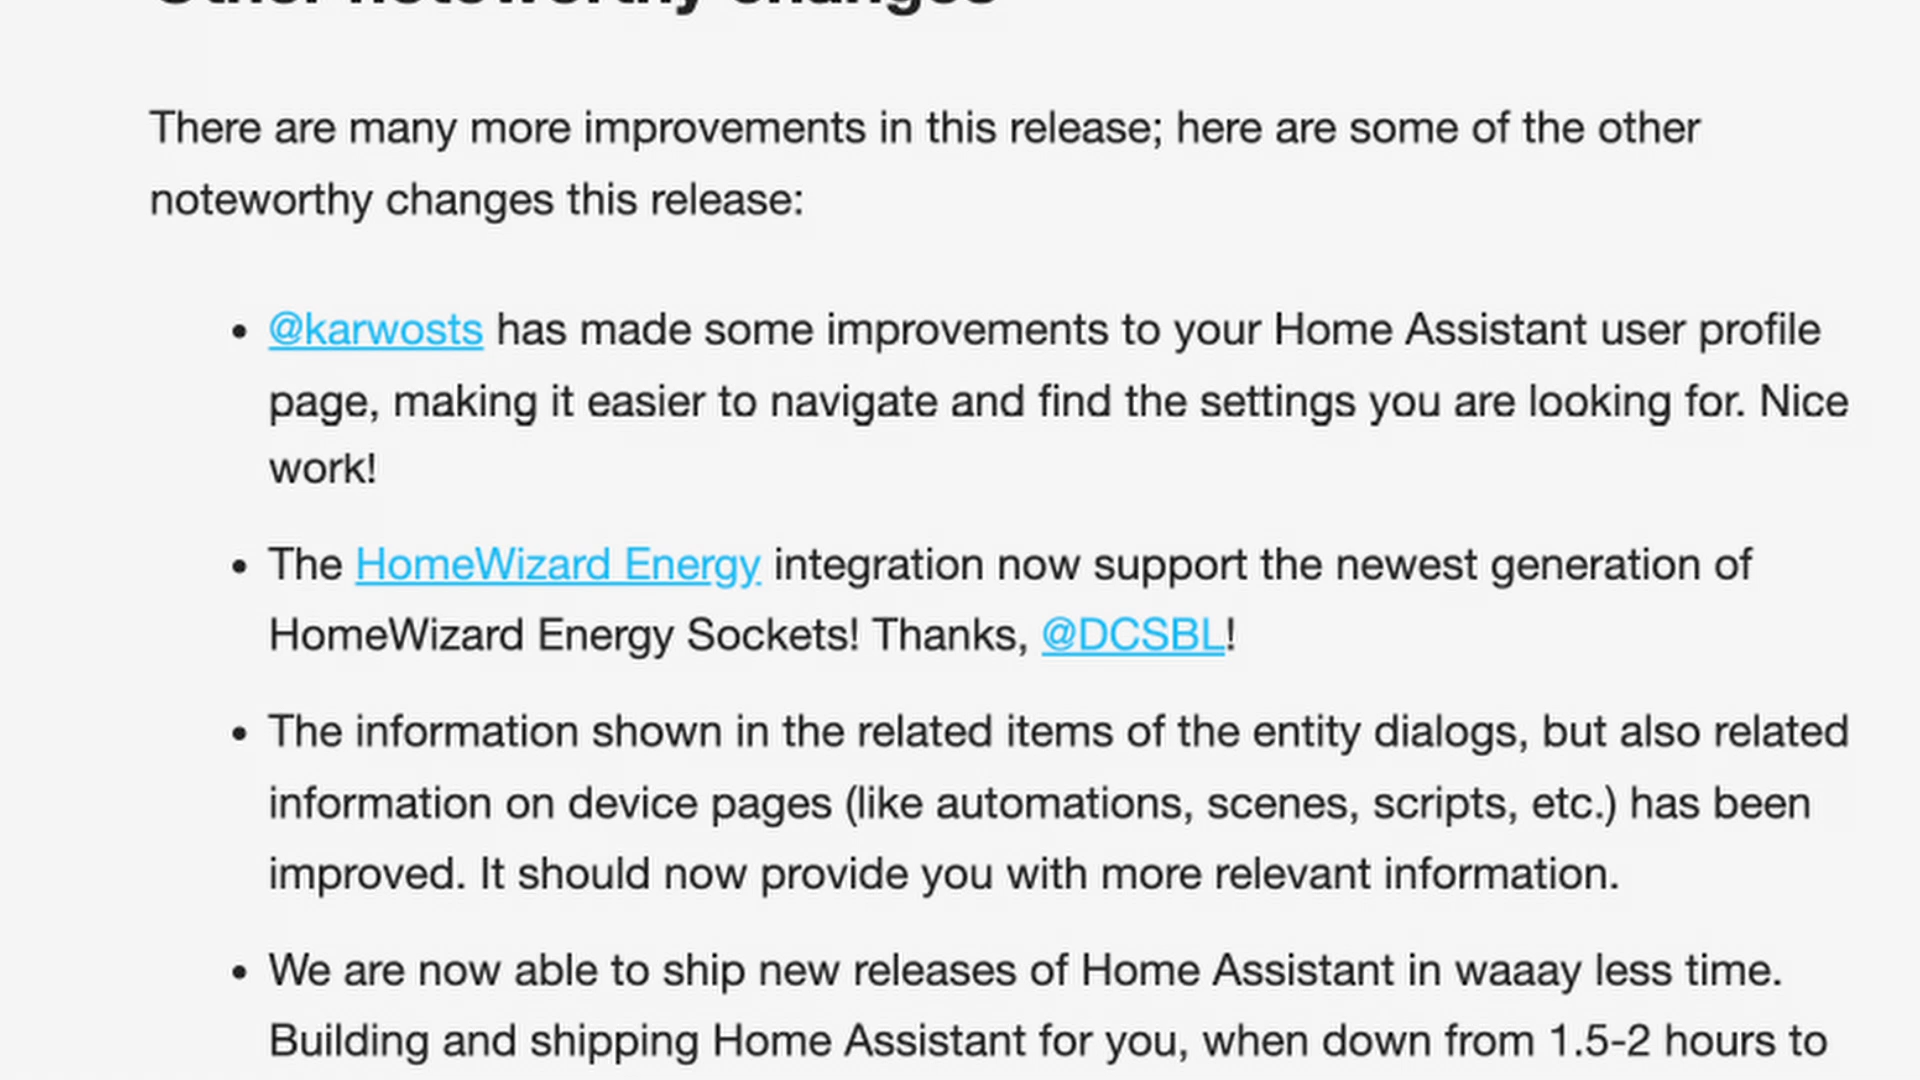 Other noteworthy changes
There are many more improvements in this release; here are some of the other
noteworthy changes this release:
• @karwosts has made some improvements to your Home Assistant user profile
page, making it easier to navigate and find the settings you are looking for. Nice
work!
• The HomeWizard Energy integration now support the newest generation of
HomeWizard Energy Sockets! Thanks, @DCSBL!
• The information shown in the related items of the entity dialogs, but also related
information on device pages (like automations, scenes, scripts, etc.) has been
improved. It should now provide you with more relevant information.
• We are now able to ship new releases of Home Assistant in waaay less time.
Building and shipping Home Assistant for you, when down from 1.5-2 hours to